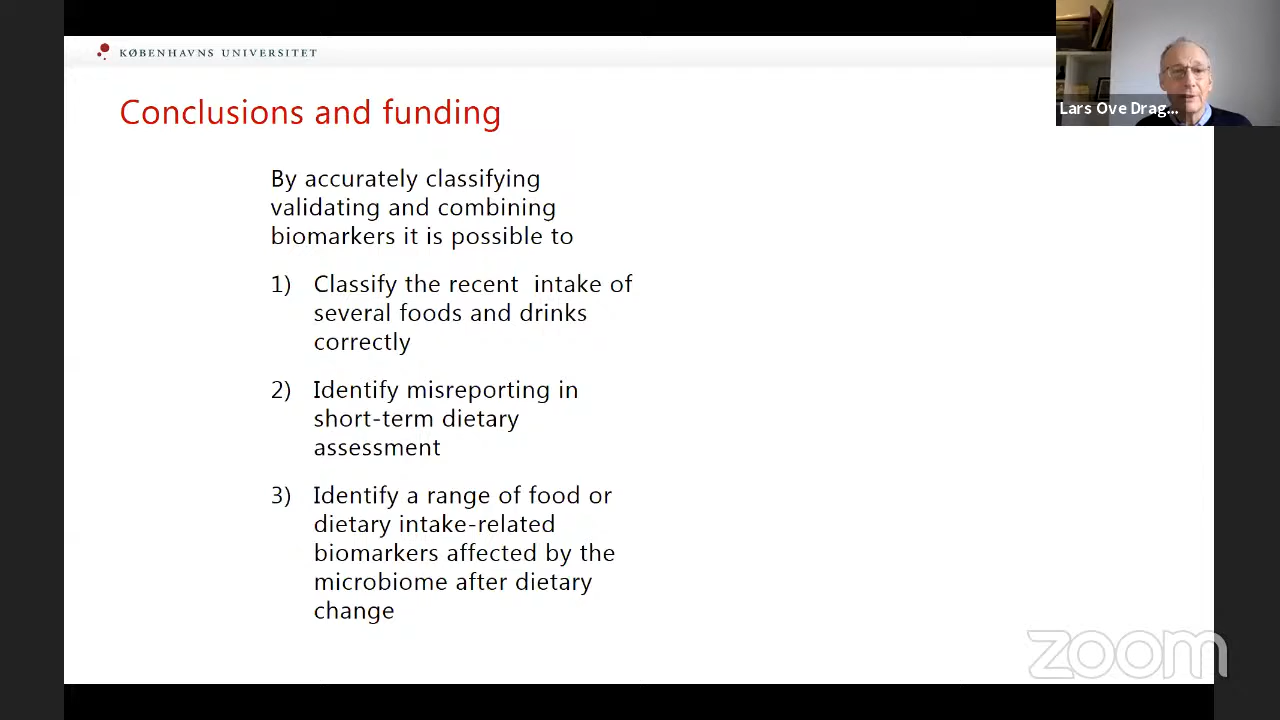 KØBENHAVNS UNIVERSITET
Lars Ove Drag...
Conclusions and funding
By accurately classifying
validating and combining
biomarkers it is possible to
1) Classify the recent intake of
several foods and drinks
correctly
2) Identify misreporting in
short-term dietary
assessment
3) Identify a range of food or
dietary intake-related
biomarkers affected by the
microbiome after dietary
change
zoom